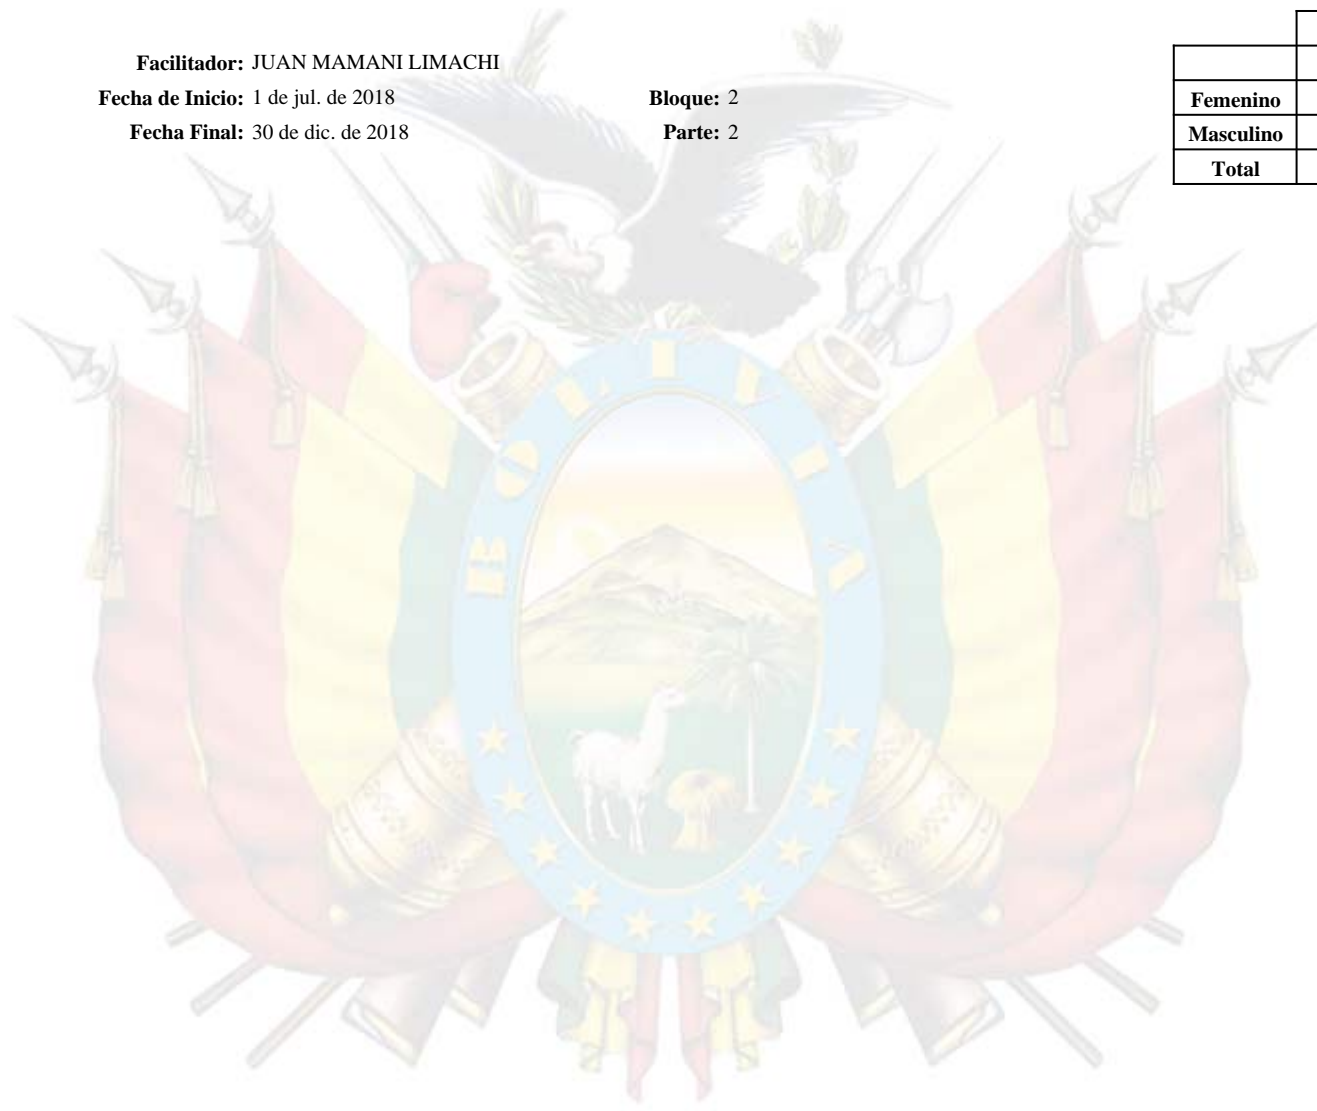 Facilitador: JUAN MAMANI LIMACHI
Fecha de Inicio: 1 de jul. de 2018 Bloque: 2
Fecha Final: 30 de dic. de 2018 Parte: 2
Femenino
Masculino
Total
BOLIVIA